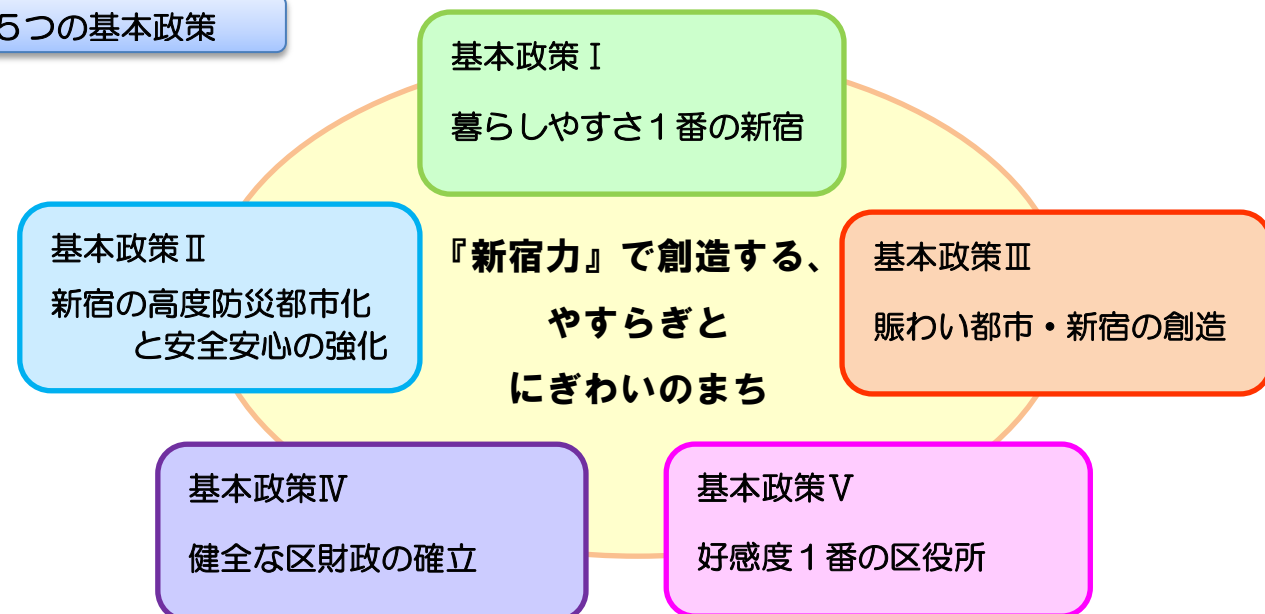 5つの基本政策
基本政策Ⅰ
暮らしやすさ1番の新宿
基本政策Ⅱ
新宿の高度防災都市化
と安全安心の強化
『新宿力』で創造する、
やすらぎと
にぎわいのまち
基本政策Ⅲ
賑わい都市・新宿の創造
基本政策Ⅳ
健全な区財政の確立
基本政策Ⅴ
好感度1番の区役所